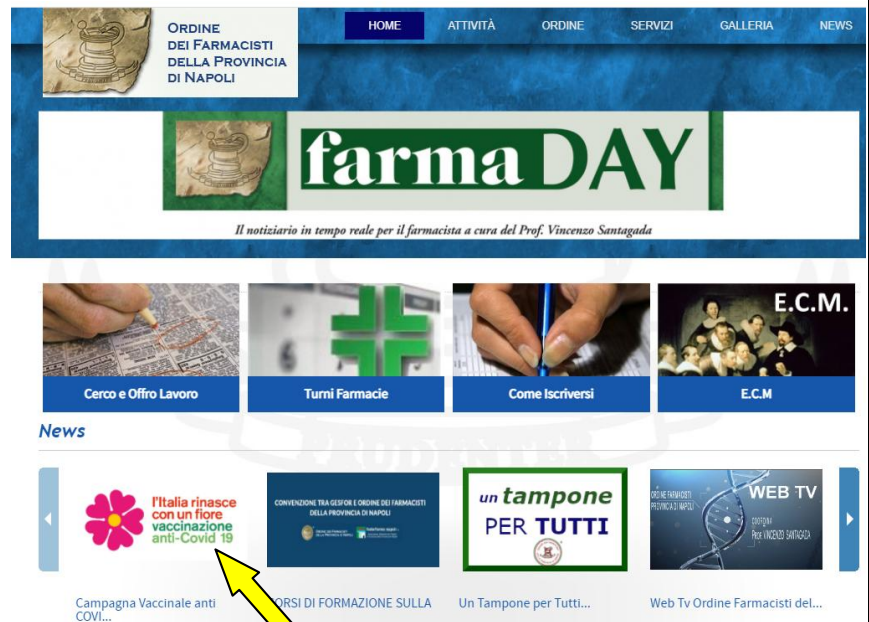 ORDINE
DEI FARMACISTI
DELLA PROVINCIA
DI NAPOLI
HOME ATTIVITÀ ORDINE SERVIZI GALLERIA NEWS
farmaDAY
Il notiziario in tempo reale per il farmacista a cura del Prof. Vincenzo Santagada
E.C.M.
Cerco e Offro Lavoro Turni Farmacie Come Iscriversi E.C.M
News
PRUDENTER
l'Italia rinasce
con un fiore
vaccinazione
anti-Covid 19
CONVENZIONE TRA GESFOR E ORDINE DEI FARMACISTI
DELLA PROVINCIA DI NAPOLI
un tampone
PER TUTTI
ORDINE FARMACISTI
PROVINCIA DI NAPOLI
WEB TV
COORDINA
PROF. VINCENZO SANTAGADA
Campagna Vaccinale anti
COVI...
ORSI DI FORMAZIONE SULLA
Un Tampone per Tutti...
Web Tv Ordine Farmacisti del...